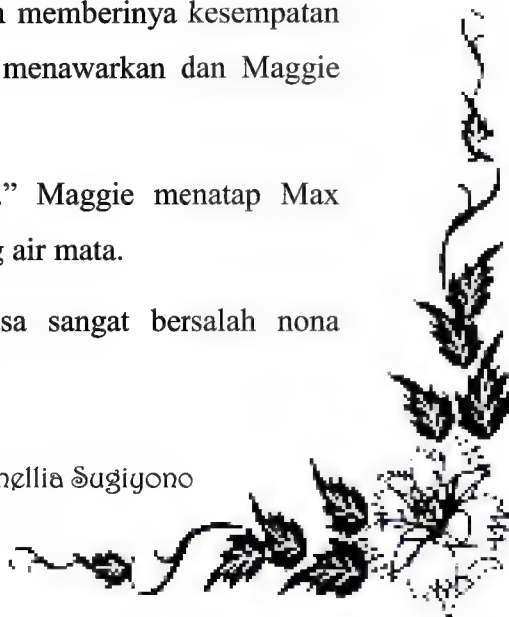 memberinya kesempatan
menawarkan dan Maggie
.” Maggie menatap Max
air mata.
sangat bersalah nona
Sugiyono